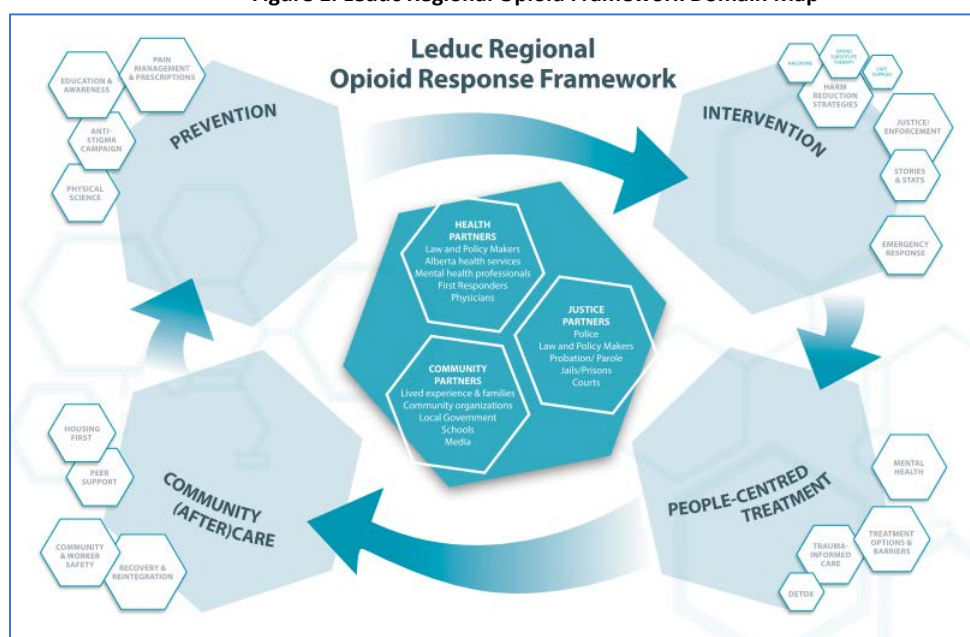 Figure 1: Leduc Regional Opioid Framework Domain Map
Leduc Regional
Opioid Response Framework
PREVENTION
PAIN
MANAGEMENT
& PRESCRIPTIONS
EDUCATION &
AWARENESS
ANTI-
STIGMA
CAMPAIGN
PHYSICAL
SCIENCE
INTERVENTION
NALOXONE
OPIOID
SUBSTITUTE
THERAPY
SAFE
SUPPLIES
HARM
REDUCTION
STRATEGIES
JUSTICE/
ENFORCEMENT
STORIES
& STATS
EMERGENCY
RESPONSE
HEALTH
PARTNERS
Law and Policy Makers
Alberta health services
Mental health professionals
First Responders
Physicians
JUSTICE
PARTNERS
Police
Law and Policy Makers
Probation/ Parole
Jails/Prisons
Courts
COMMUNITY
PARTNERS
Lived experience & families
Community organizations
Local Government
Schools
Media
PEOPLE-CENTRED
TREATMENT
MENTAL
HEALTH
TREATMENT
OPTIONS &
BARRIERS
TRAUMA-
INFORMED
CARE
DETOX
COMMUNITY
(AFTER)CARE
HOUSING
FIRST
PEER
SUPPORT
COMMUNITY
& WORKER
SAFETY
RECOVERY &
REINTEGRATION